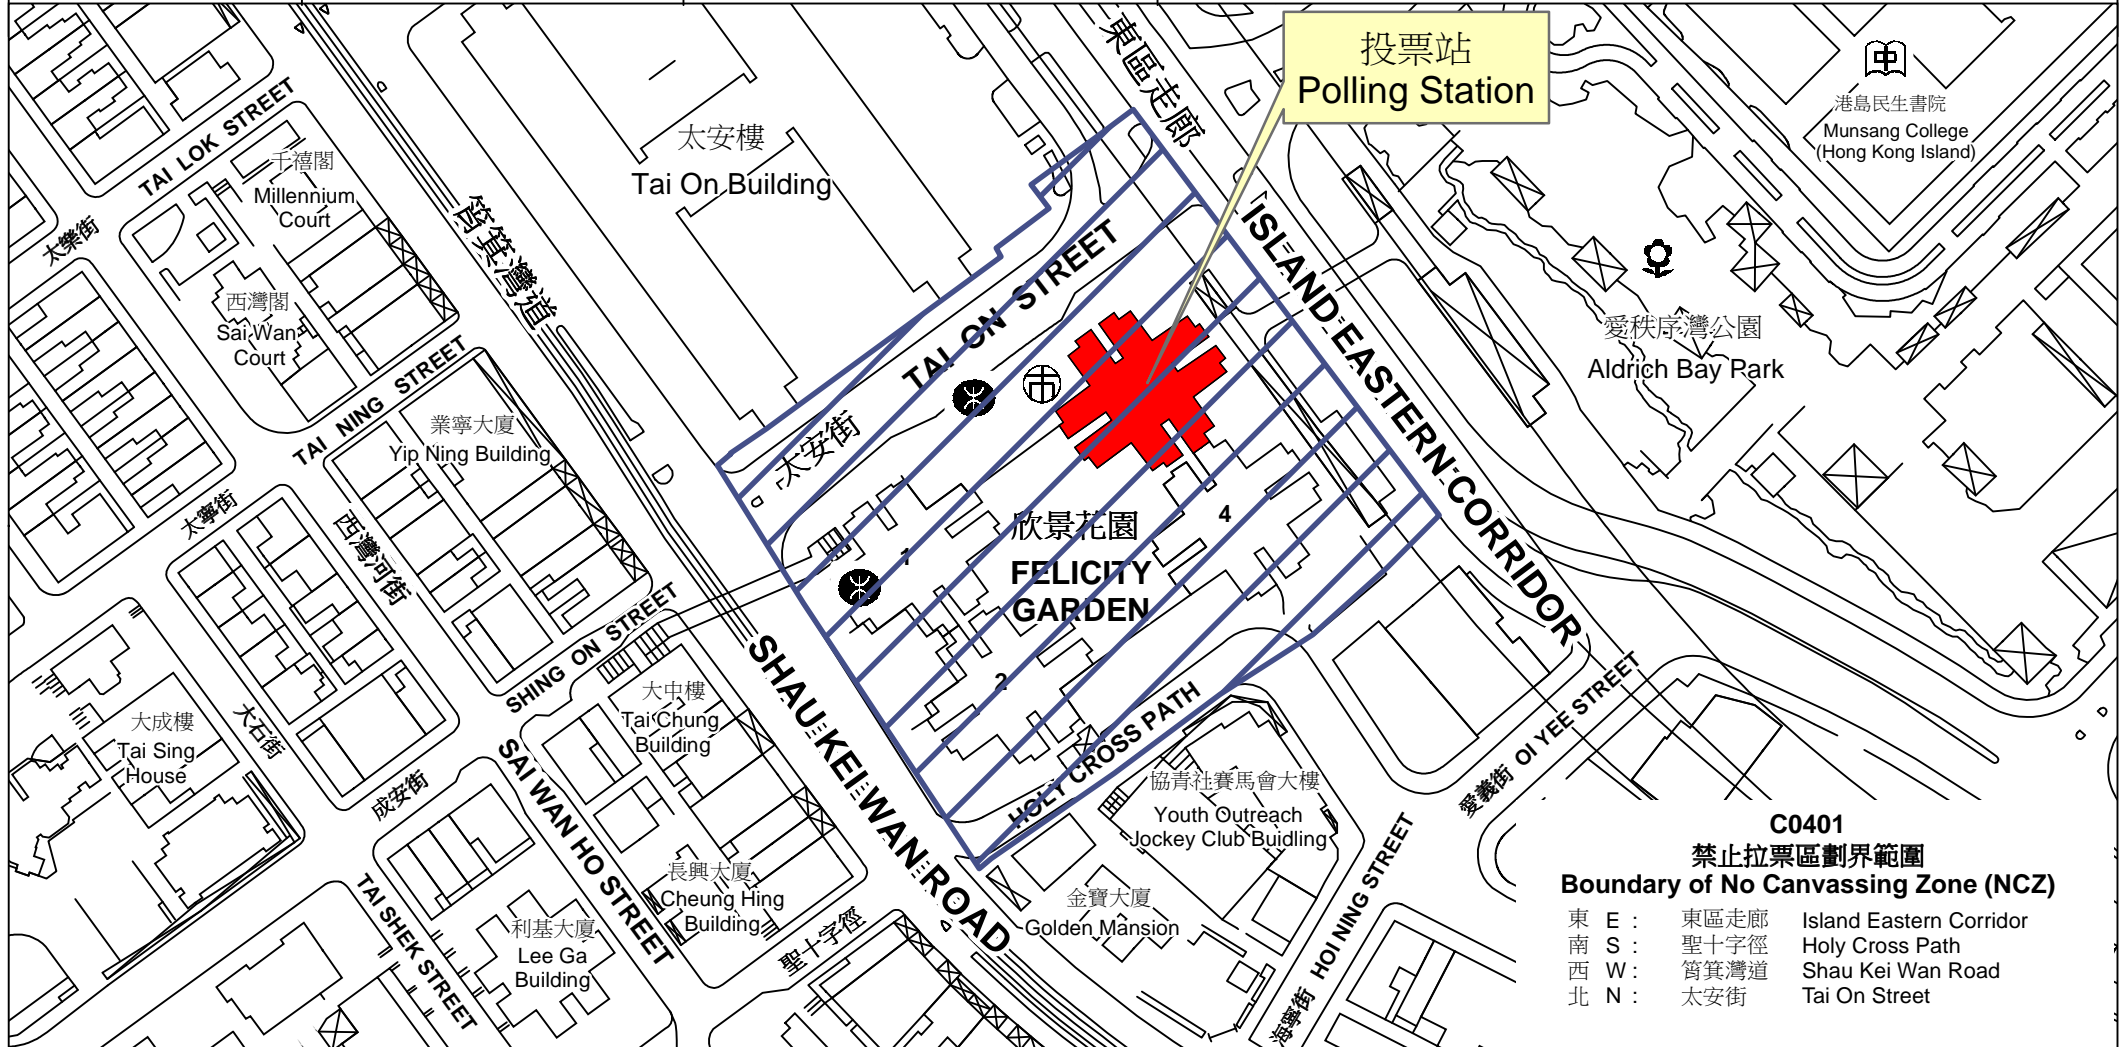 投票站
Polling Station
東區走廊
中
港島民生書院
Munsang College
(Hong Kong Island)
太安樓
Tai On Building
TAI LOK STREET
太樂街
千禧閣
Millennium
Court
筲箕灣道
西灣閣
Sai Wan
Court
TAI NING STREET
太寧街
業寧大廈
Yip Ning Building
西灣河街
TAI ON STREET
太安街
市
ISLAND EASTERN CORRIDOR
愛秩序灣公園
Aldrich Bay Park
欣景花園
FELICITY
GARDEN
1
2
4
SHING ON STREET
成安街
大成樓
Tai Sing
House
大石街
大中樓
Tai Chung
Building
SHAU KEI WAN ROAD
SAI WAN HO STREET
TAI SHEK STREET
利基大廈
Lee Ga
Building
長興大廈
Cheung Hing
Building
聖十字徑
HOLY CROSS PATH
協青社賽馬會大樓
Youth Outreach
Jockey Club Buidling
金寶大廈
Golden Mansion
海寧街 HOI NING STREET
愛義街 OI YEE STREET
C0401
禁止拉票區劃界範圍
Boundary of No Canvassing Zone (NCZ)
東 E : 東區走廊 Island Eastern Corridor
南 S : 聖十字徑 Holy Cross Path
西 W : 筲箕灣道 Shau Kei Wan Road
北 N : 太安街 Tai On Street